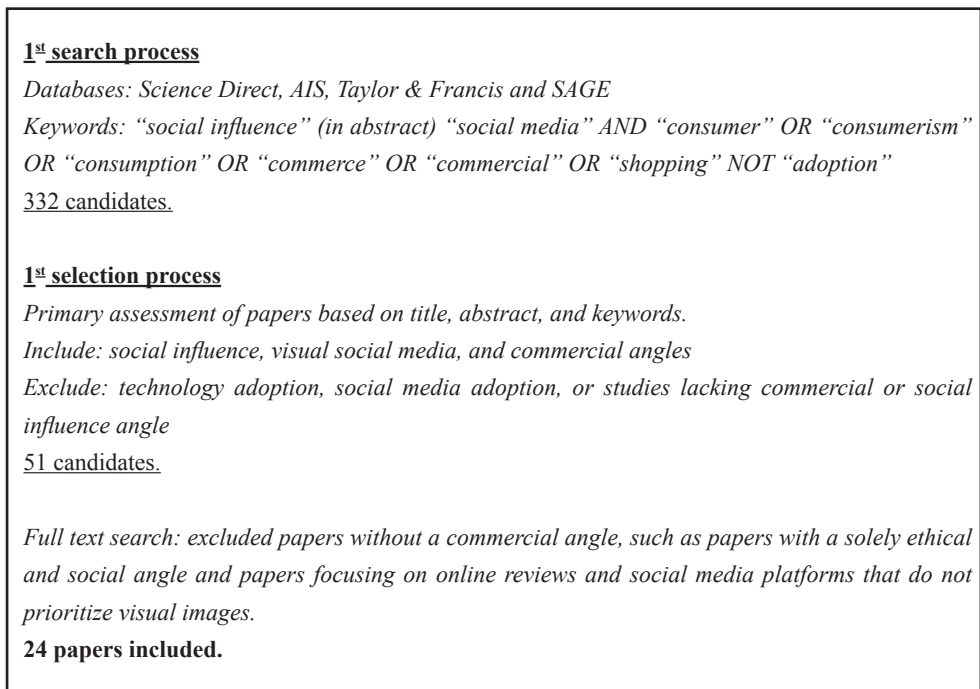 1st search process
Databases: Science Direct, AIS, Taylor & Francis and SAGE
Keywords: “social influence” (in abstract) “social media” AND “consumer” OR “consumerism”
OR “consumption” OR “commerce” OR “commercial” OR “shopping” NOT “adoption”
332 candidates.
1st selection process
Primary assessment of papers based on title, abstract, and keywords.
Include: social influence, visual social media, and commercial angles
Exclude: technology adoption, social media adoption, or studies lacking commercial or social
influence angle
51 candidates.
Full text search: excluded papers without a commercial angle, such as papers with a solely ethical
and social angle and papers focusing on online reviews and social media platforms that do not
prioritize visual images.
24 papers included.